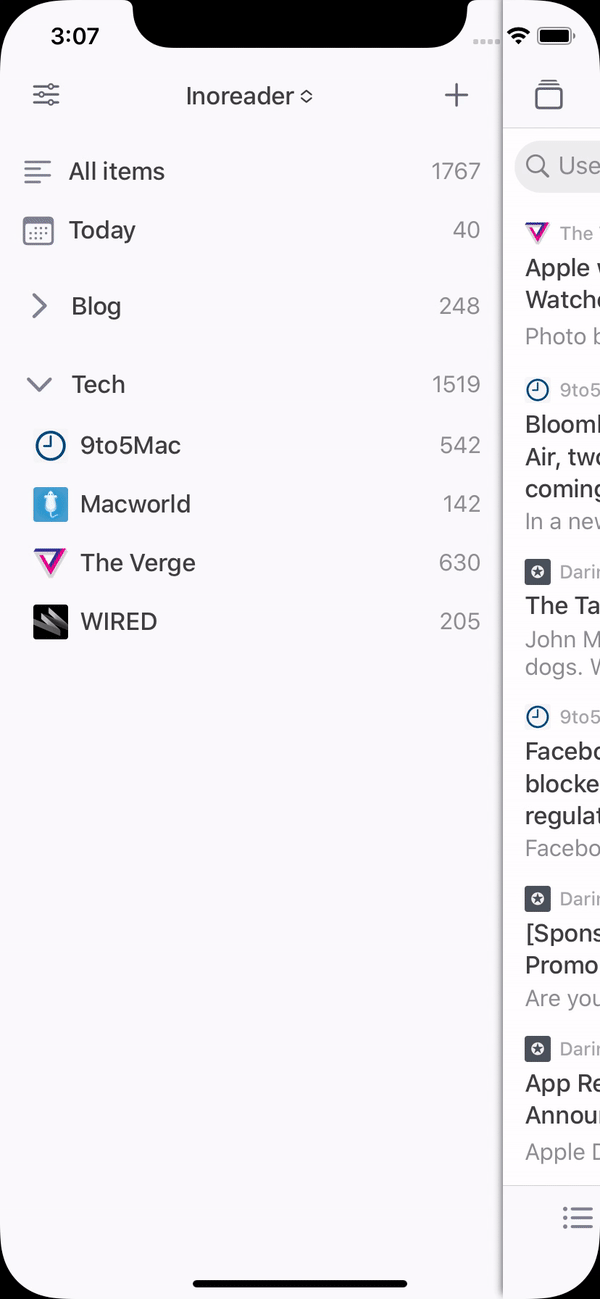 3:07
Inoreader
All items 1767
Today 40
Blog 248
Tech 1519
9to5Mac 542
Macworld 142
The Verge 630
WIRED 205
Use
The
Apple
Watch
Photo
9to5
Bloom
Air, two
coming
In a new
Darin
The Ta
John M
dogs.
9to5
Facebo
blocke
regulat
Facebo
Darin
[Spons
Promo
Are you
Darin
App Re
Annou
Apple D